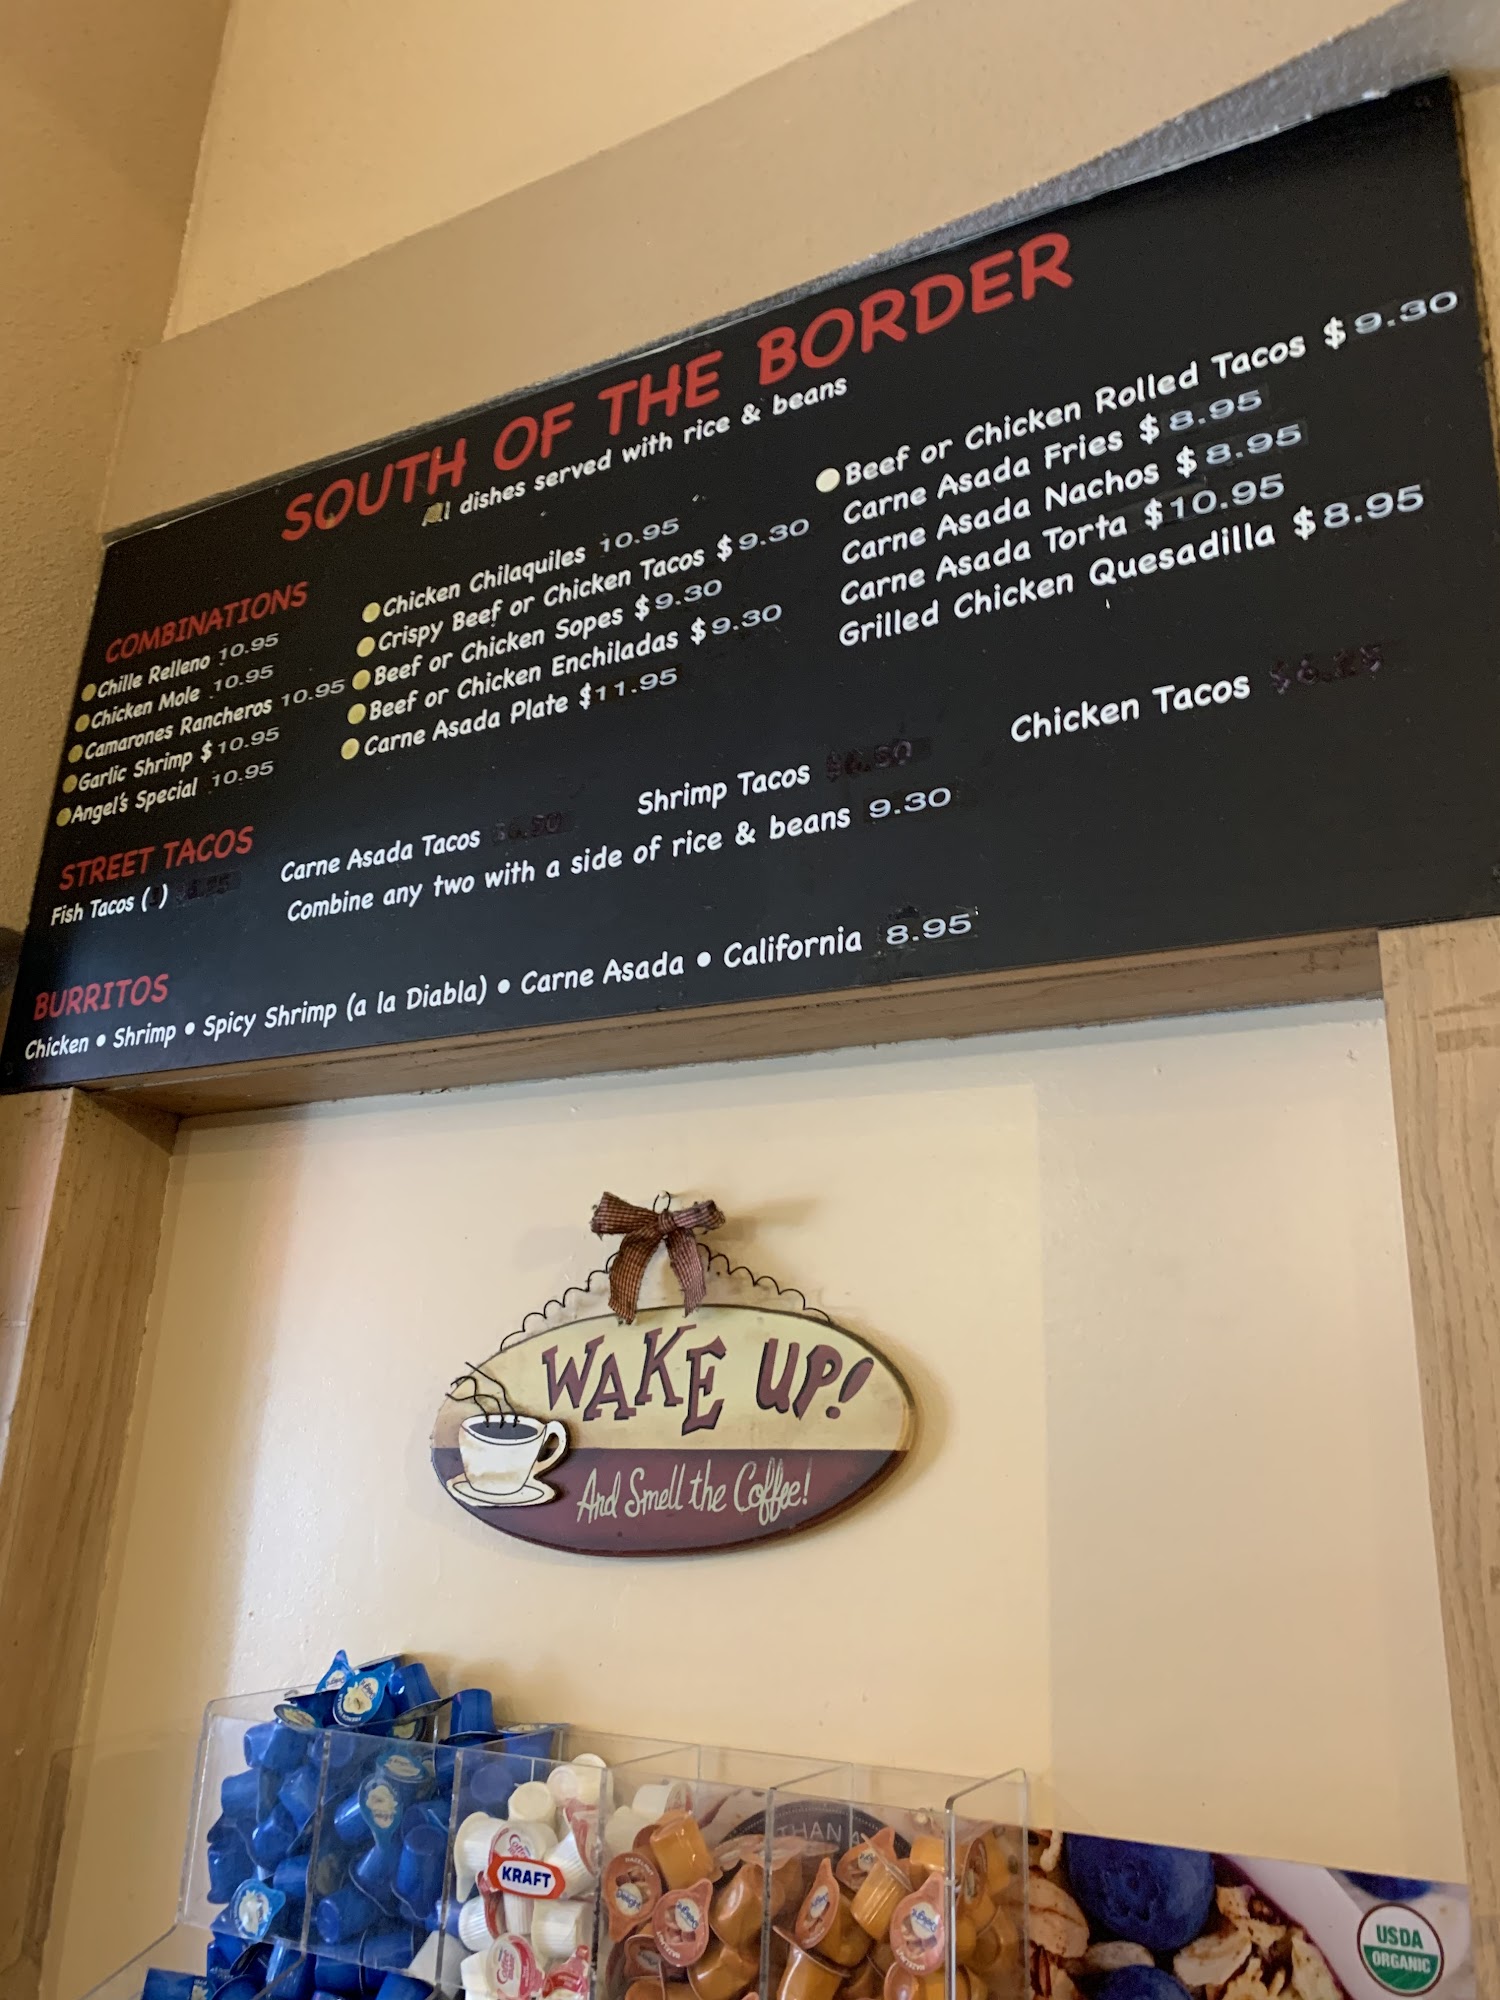 SOUTH OF THE BORDER
All dishes served with rice & beans
COMBINATIONS
Chille Relleno 10.95
Chicken Mole 10.95
Camarones Rancheros 10.95
Garlic Shrimp $10.95
Angel's Special 10.95
Chicken Chilaquiles 10.95
Crispy Beef or Chicken Tacos $9.30
Beef or Chicken Sopes $9.30
Beef or Chicken Enchiladas $9.30
Carne Asada Plate $11.95
Beef or Chicken Rolled Tacos $9.30
Carne Asada Fries $8.95
Carne Asada Nachos $8.95
Carne Asada Torta $10.95
Grilled Chicken Quesadilla $8.95
STREET TACOS
Fish Tacos ( )
Carne Asada Tacos
Shrimp Tacos
Chicken Tacos
Combine any two with a side of rice & beans 9.30
BURRITOS
Chicken • Shrimp • Spicy Shrimp (a la Diabla) • Carne Asada • California 8.95
WAKE UP!
And Smell the Coffee!
KRAFT
USDA
ORGANIC